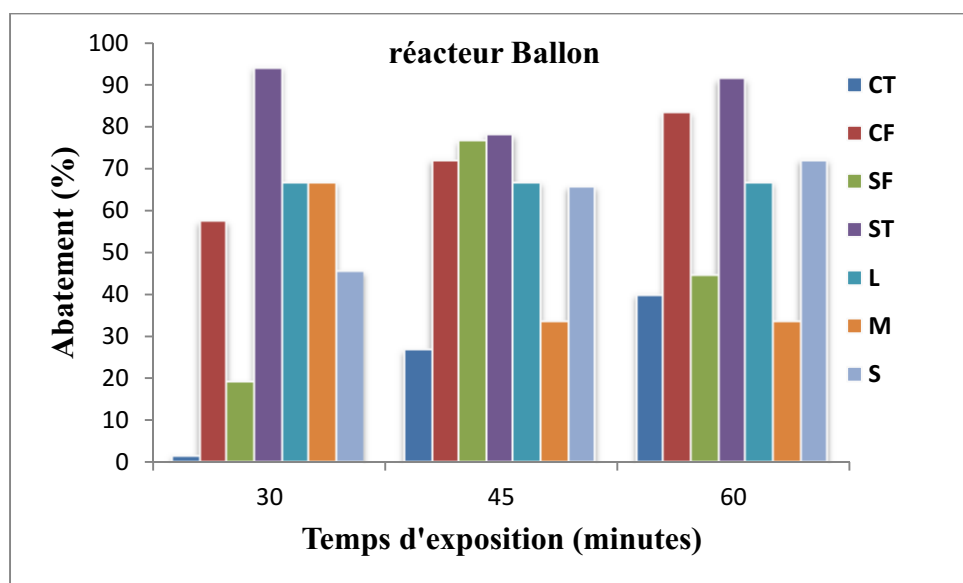 réacteur Ballon
Abatement (%)
100
90
80
70
60
50
40
30
20
10
0
30 45 60
Temps d'exposition (minutes)
CT
CF
SF
ST
L
M
S